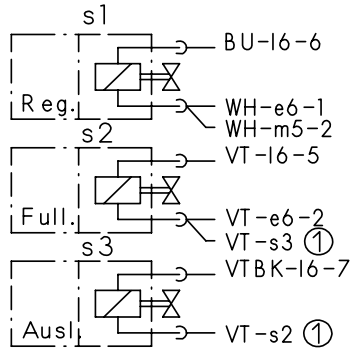 s1
BU-16-6
Reg.
WH-e6-1
WH-m5-2
s2
VT-16-5
Full.
VT-e6-2
VT-s3 ①
s3
VTBK-16-7
Ausl.
VT-s2 ①